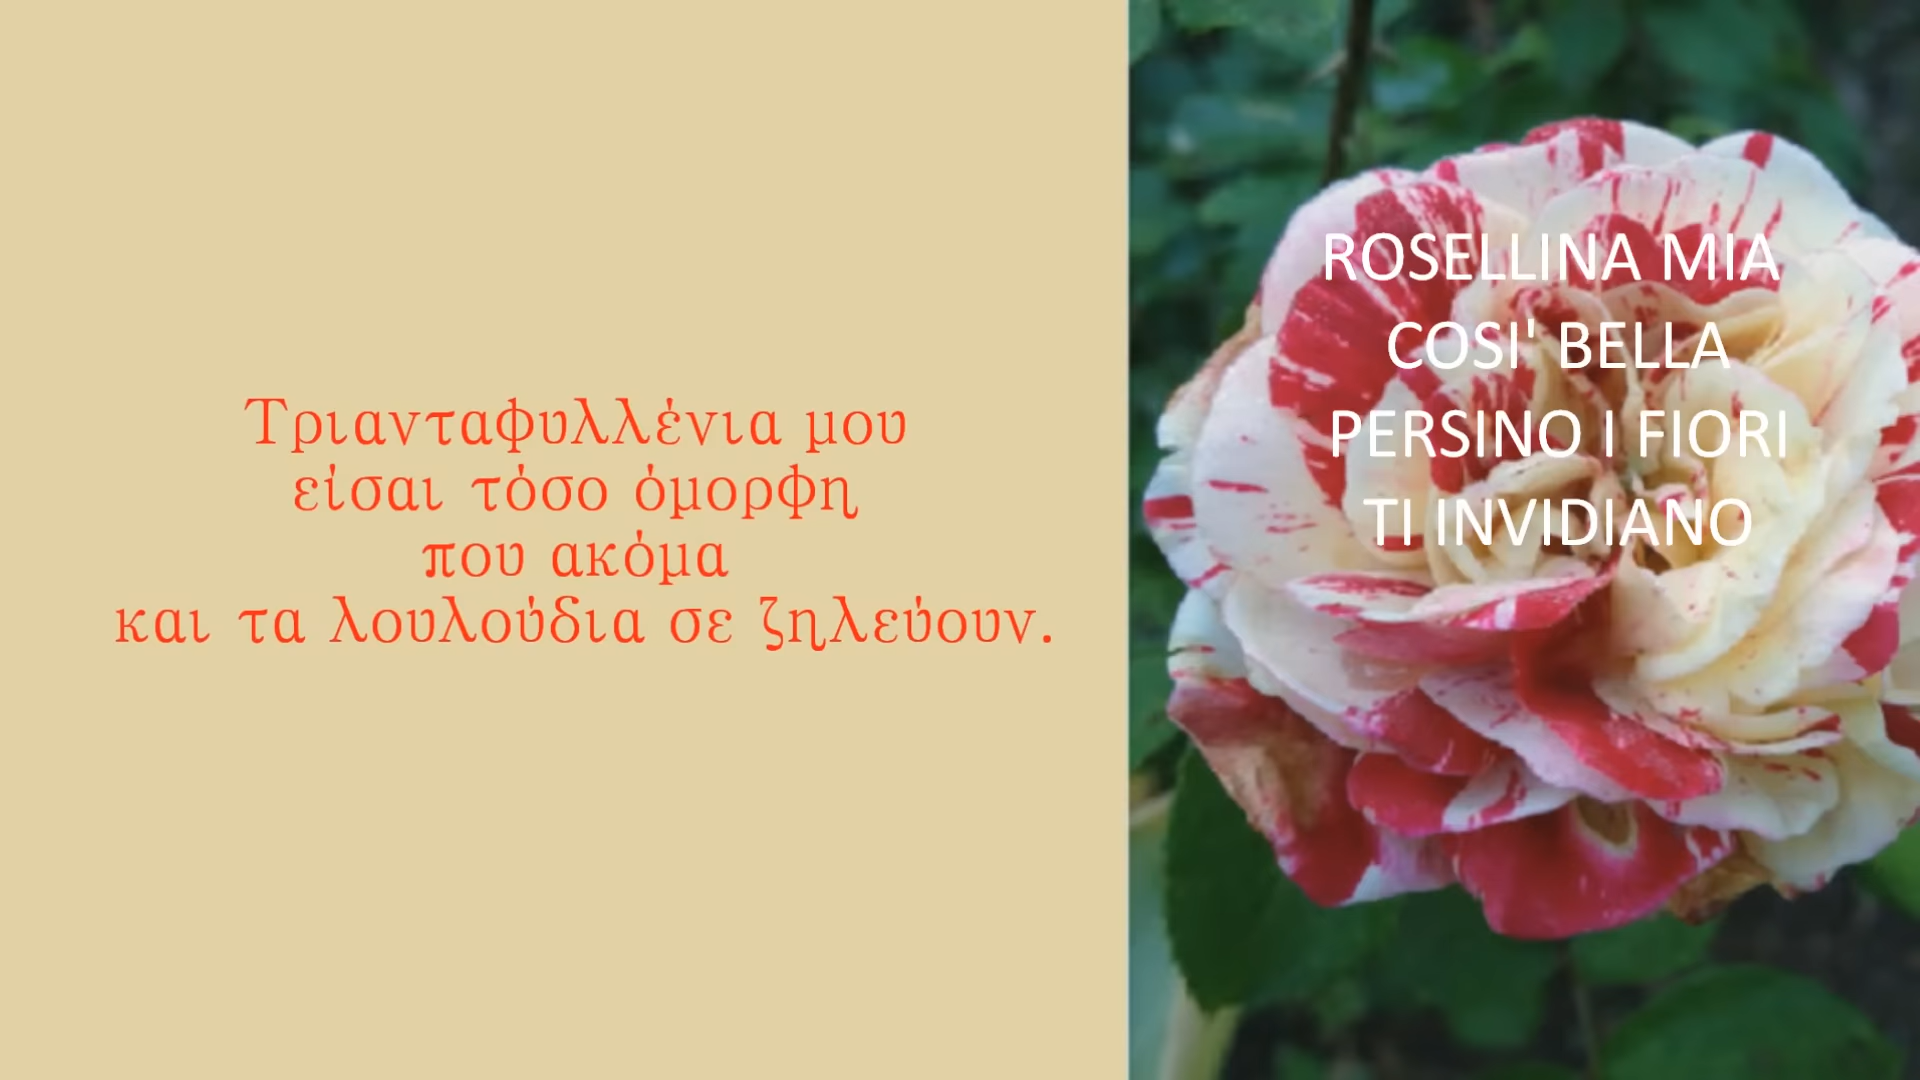 Τριανταφυλλένια μου
είσαι τόσο όμορφη
που ακόμα
και τα λουλούδια σε ζηλεύουν.
ROSELLINA MIA
COSI' BELLA
PERSINO I FIORI
TI INVIDIANO